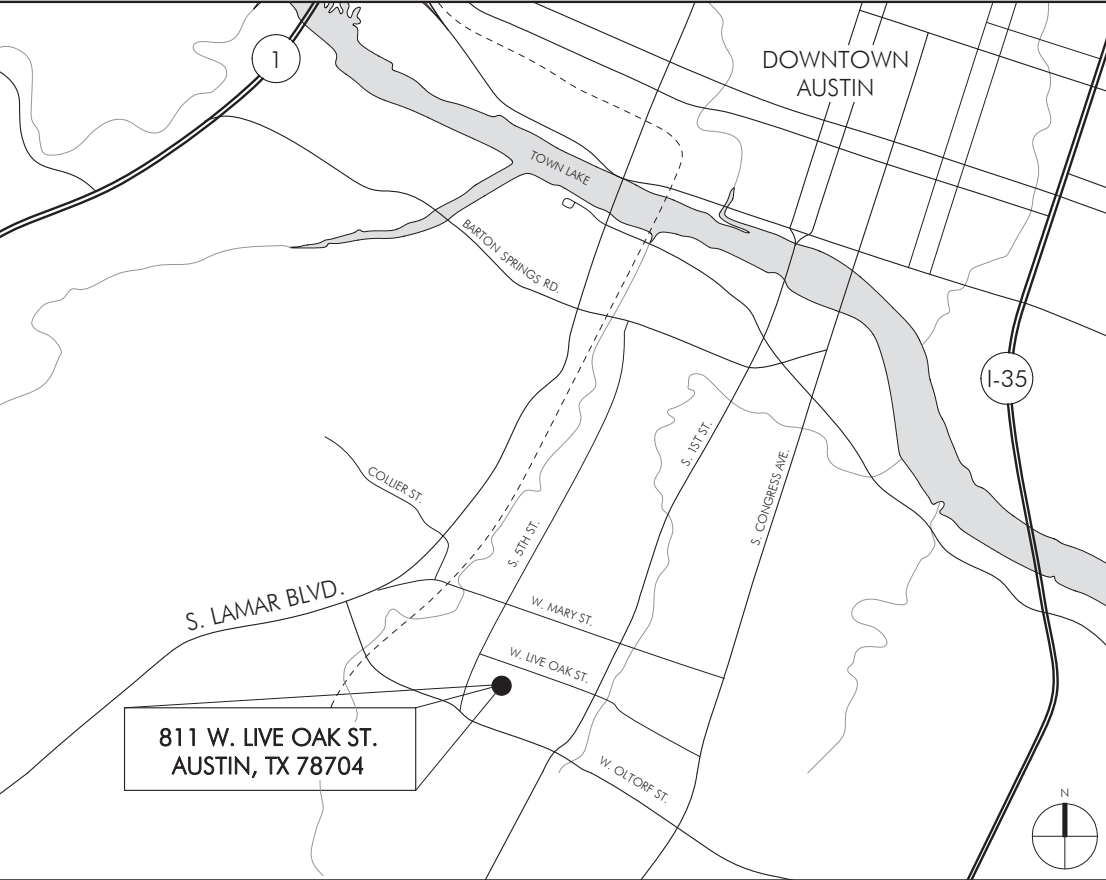 1
DOWNTOWN
AUSTIN
TOWN LAKE
BARTON SPRINGS RD.
I-35
S. 1ST ST.
S. CONGRESS AVE.
COLLIER ST.
S. 5TH ST.
S. LAMAR BLVD.
W. MARY ST.
W. LIVE OAK ST.
811 W. LIVE OAK ST.
AUSTIN, TX 78704
W. OLTORF ST.
N